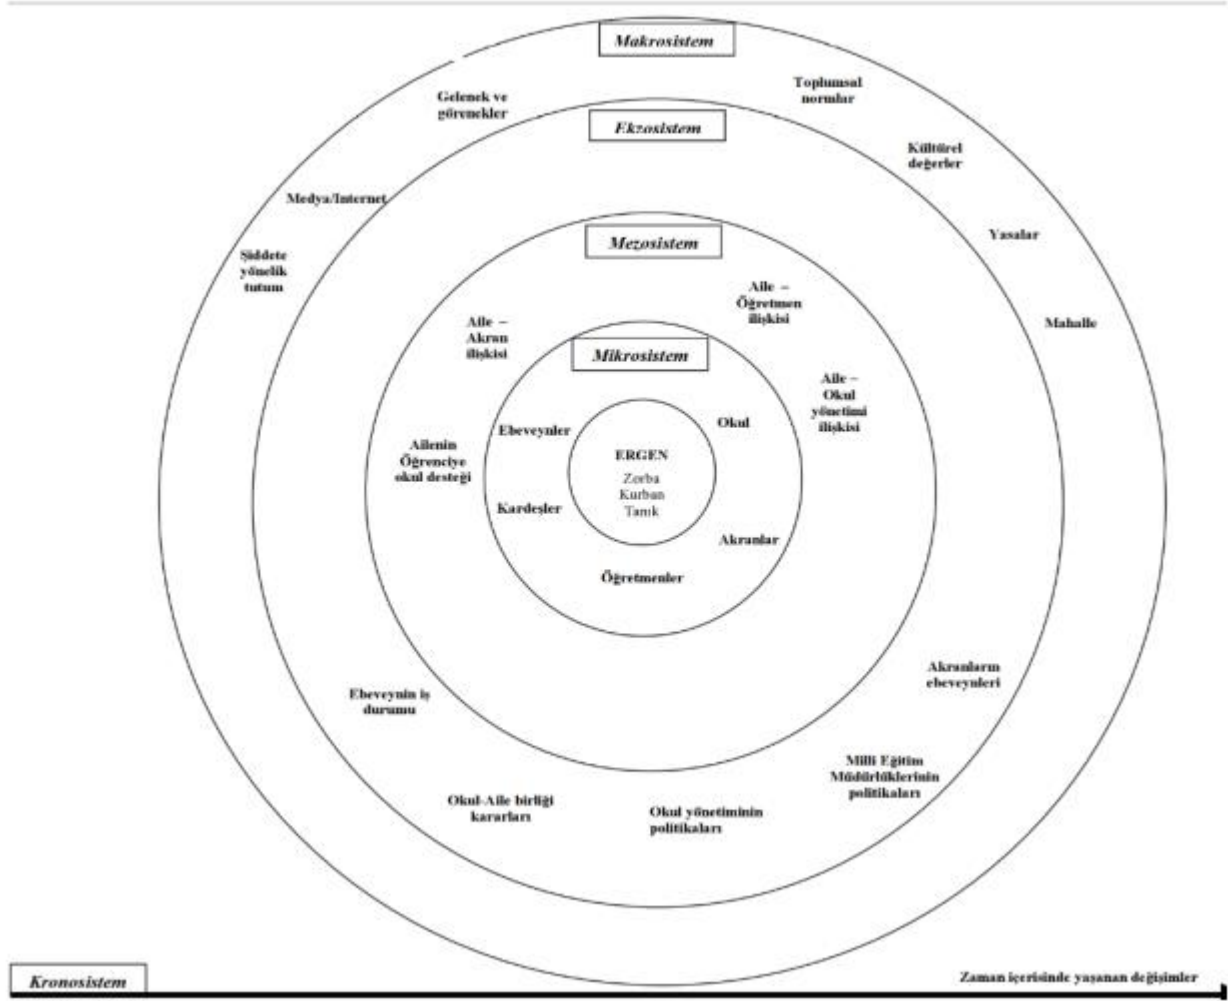 Makrosistem
Gelenek ve
görenekler
Toplumsal
normlar
Ekzosistem
Kültürel
değerler
Medya/Internet
Yasalar
Şiddete
yönelik
tutum
Mezosistem
Aile –
Öğretmen
ilişkisi
Mahalle
Aile –
Akran
ilişkisi
Mikrosistem
Aile –
Okul
yönetimi
ilişkisi
Ebeveynler
Okul
Ailenin
Öğrenciye
okul desteği
ERGEN
Zorba
Kurban
Tanık
Kardeşler
Akranlar
Öğretmenler
Akranların
ebeveynleri
Ebeveynin iş
durumu
Milli Eğitim
Müdürlüklerinin
politikaları
Okul-Aile birliği
kararları
Okul yönetiminin
politikaları
Kronosistem
Zaman içerisinde yaşanan değişimler